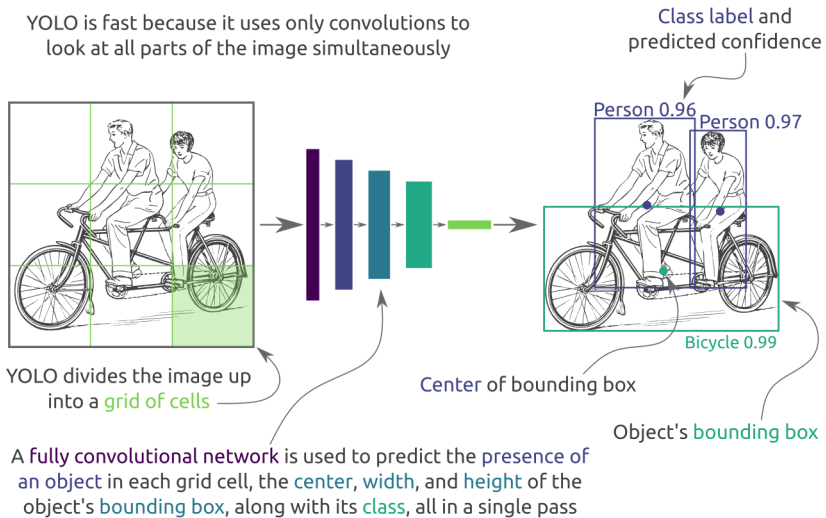 YOLO is fast because it uses only convolutions to
look at all parts of the image simultaneously
Class label and
predicted confidence
Person 0.96
Person 0.97
Bicycle 0.99
YOLO divides the image up
into a grid of cells
Center of bounding box
Object's bounding box
A fully convolutional network is used to predict the presence of
an object in each grid cell, the center, width, and height of the
object's bounding box, along with its class, all in a single pass